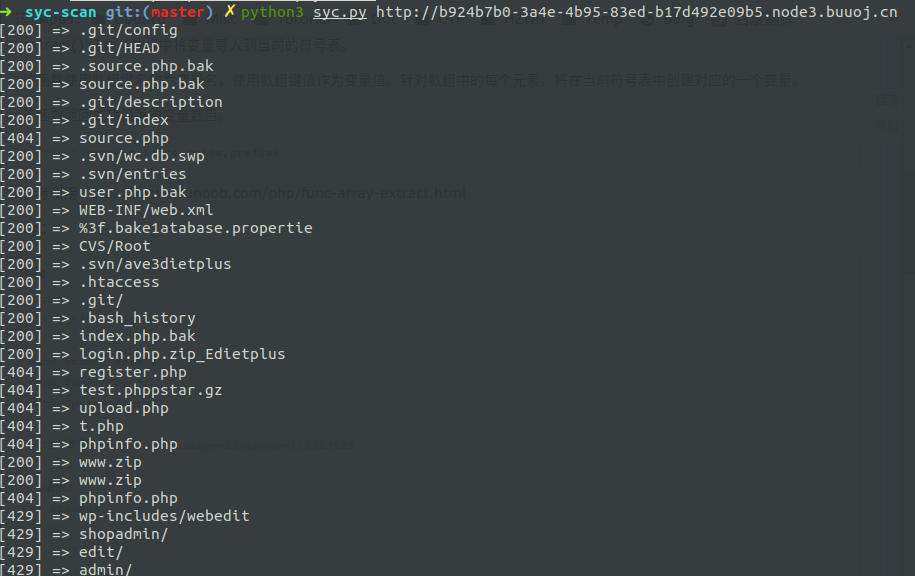 ➜ syc-scan git:(master) ✗ python3 syc.py http://b924b7b0-3a4e-4b95-83ed-b17d492e09b5.node3.buuoj.cn
[200] => .git/config
[200] => .git/HEAD
[200] => .source.php.bak
[200] => source.php.bak
[200] => .git/description
[200] => .git/index
[404] => source.php
[200] => .svn/wc.db.swp
[200] => .svn/entries
[200] => user.php.bak
[200] => WEB-INF/web.xml
[200] => %3f.bake1atabase.propertie
[200] => CVS/Root
[200] => .svn/ave3dietplus
[200] => .htaccess
[200] => .git/
[200] => .bash_history
[200] => index.php.bak
[200] => login.php.zip_Edietplus
[404] => register.php
[404] => test.phppstar.gz
[404] => upload.php
[404] => t.php
[404] => phpinfo.php
[200] => www.zip
[200] => www.zip
[404] => phpinfo.php
[429] => wp-includes/webedit
[429] => shopadmin/
[429] => edit/
[429] => admin/